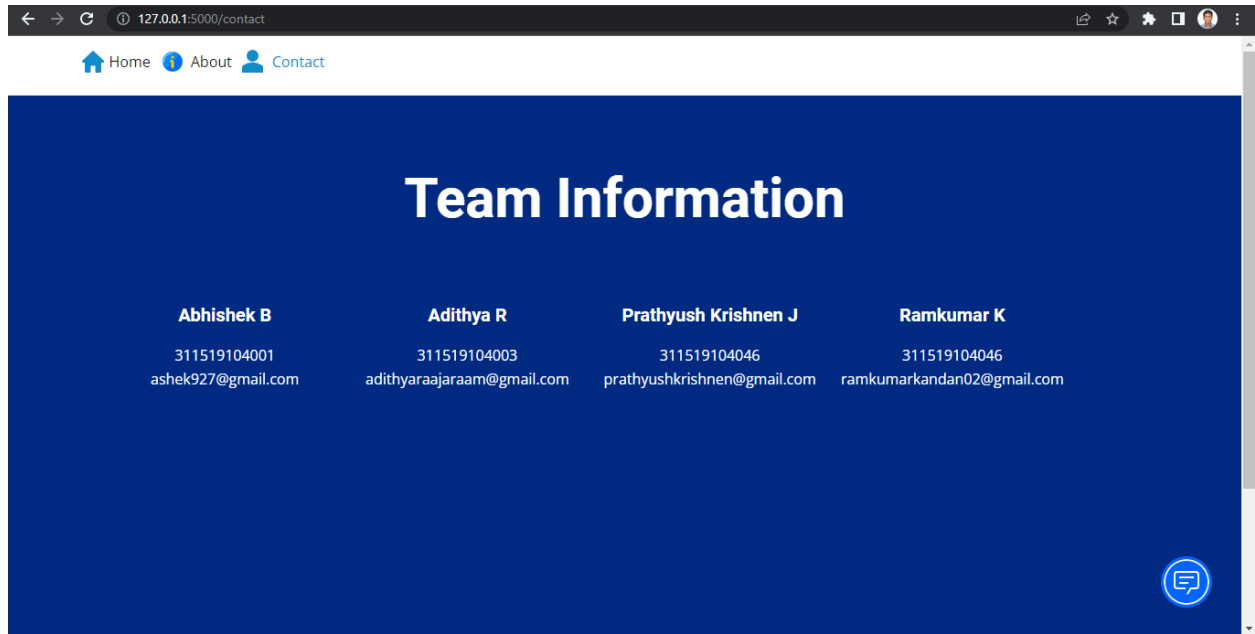 127.0.0.1:5000/contact
Home About Contact
Team Information
Abhishek B Adithya R Prathyush Krishnen J Ramkumar K
311519104001 311519104003 311519104046 311519104046
ashek927@gmail.com adithyaraajaraam@gmail.com prathyushkrishnen@gmail.com ramkumarkandan02@gmail.com